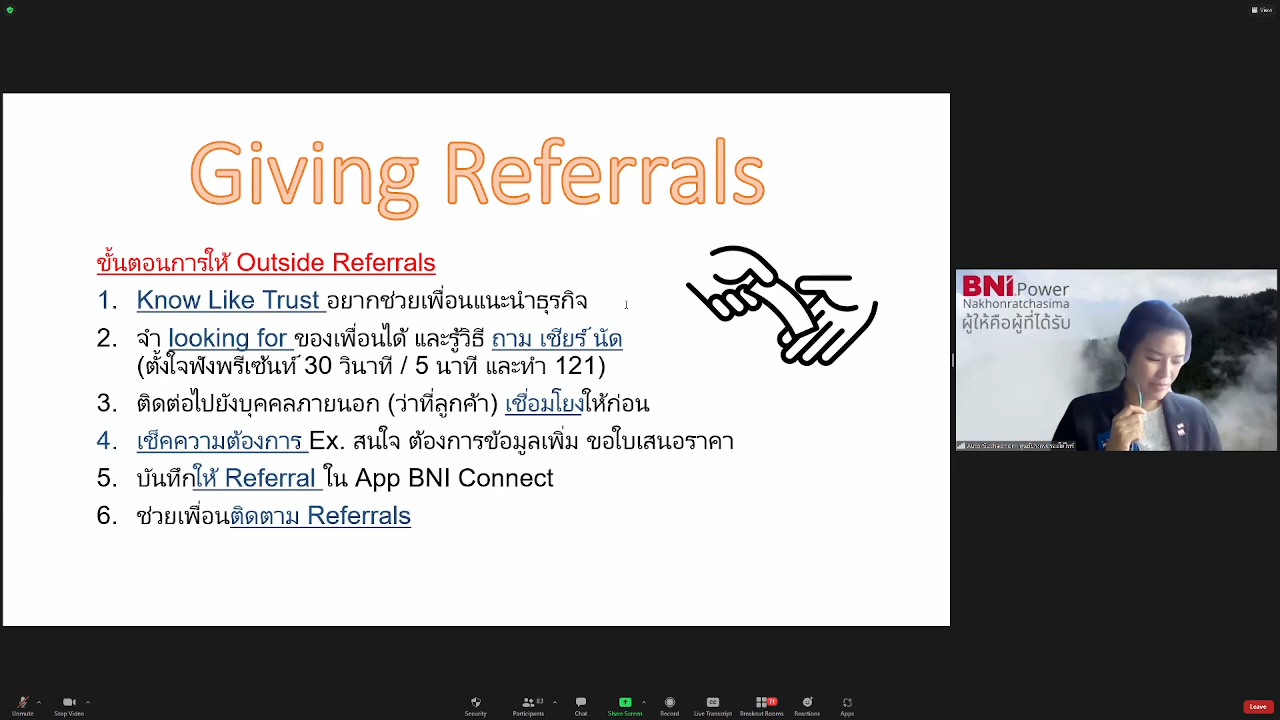 View
Giving Referrals
ขั้นตอนการให้ Outside Referrals
1. Know Like Trust อยากช่วยเพื่อนแนะนำธุรกิจ
2. จำ looking for ของเพื่อนได้ และรู้วิธี ถาม เชียร์ นัด
(ตั้งใจฟังพรีเซ้นท์ 30 วินาที / 5 นาที และทำ 121)
3. ติดต่อไปยังบุคคลภายนอก (ว่าที่ลูกค้า) เชื่อมโยงให้ก่อน
4. เช็คความต้องการ Ex. สนใจ ต้องการข้อมูลเพิ่ม ขอใบเสนอราคา
5. บันทึกให้ Referral ใน App BNI Connect
6. ช่วยเพื่อนติดตาม Referrals
BNI.Power
Nakhonratchasima
ผู้ให้คือผู้ที่ได้รับ
Unmute
Stop Video
Security
Participants 83
Chat
Share Screen
Record
Live Transcript
Breakout Rooms
Reactions
Apps
Leave